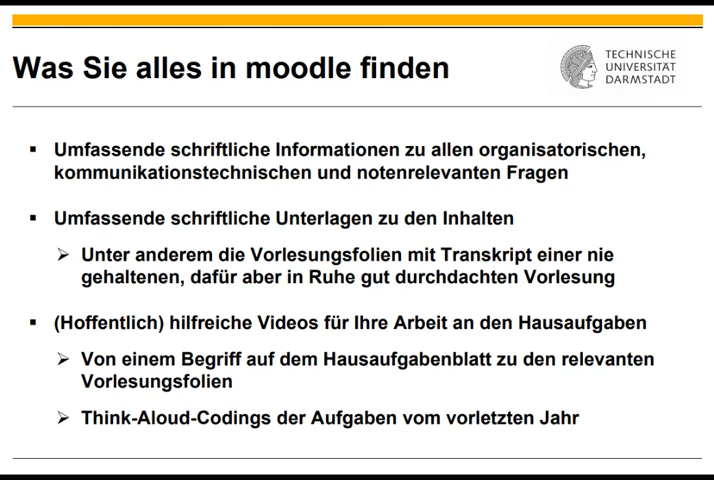 Was Sie alles in moodle finden
TECHNISCHE
UNIVERSITÄT
DARMSTADT
▪ Umfassende schriftliche Informationen zu allen organisatorischen,
kommunikationstechnischen und notenrelevanten Fragen
▪ Umfassende schriftliche Unterlagen zu den Inhalten
➢ Unter anderem die Vorlesungsfolien mit Transkript einer nie
gehaltenen, dafür aber in Ruhe gut durchdachten Vorlesung
▪ (Hoffentlich) hilfreiche Videos für Ihre Arbeit an den Hausaufgaben
➢ Von einem Begriff auf dem Hausaufgabenblatt zu den relevanten
Vorlesungsfolien
➢ Think-Aloud-Codings der Aufgaben vom vorletzten Jahr